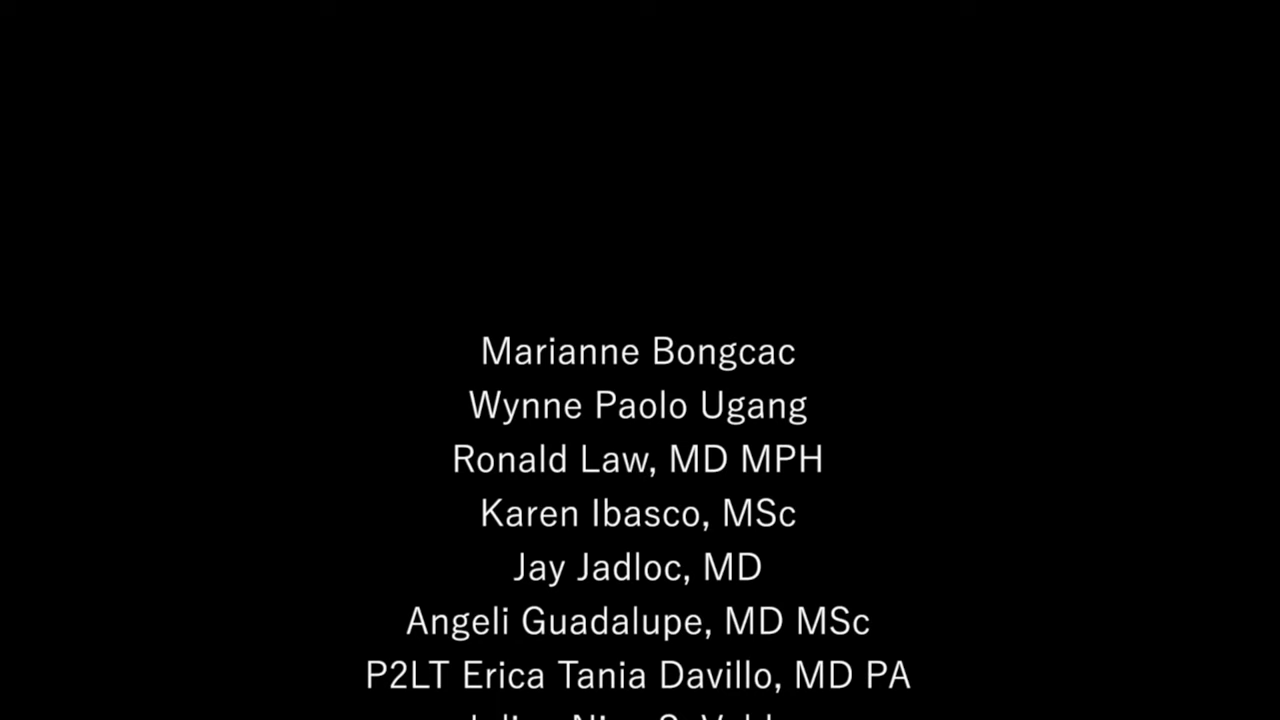 Marianne Bongcac
Wynne Paolo Ugang
Ronald Law, MD MPH
Karen Ibasco, MSc
Jay Jadloc, MD
Angeli Guadalupe, MD MSc
P2LT Erica Tania Davillo, MD PA